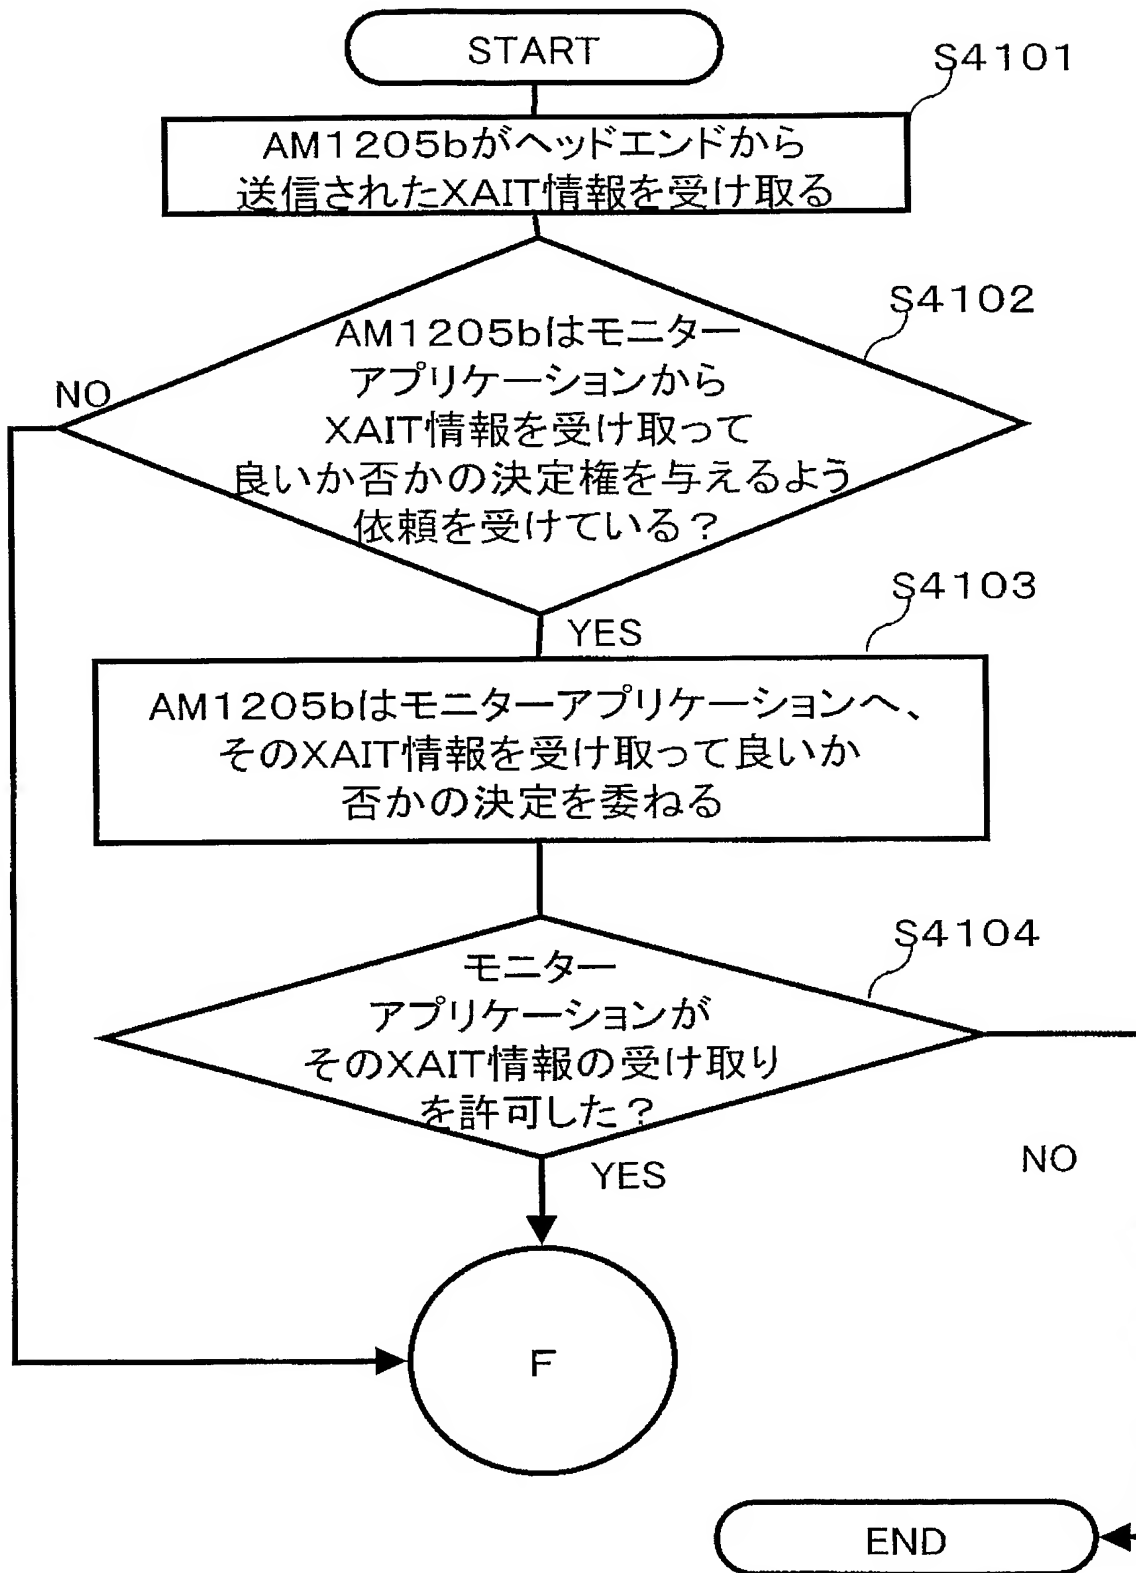 START
S4101
AM1205bがヘッドエンドから
送信されたXAIT情報を受け取る
S4102
AM1205bはモニター
アプリケーションから
XAIT情報を受け取って
良いか否かの決定権を与えるよう
依頼を受けている？
NO
YES
S4103
AM1205bはモニターアプリケーションへ、
そのXAIT情報を受け取って良いか
否かの決定を委ねる
S4104
モニター
アプリケーションが
そのXAIT情報の受け取り
を許可した？
YES
NO
F
END